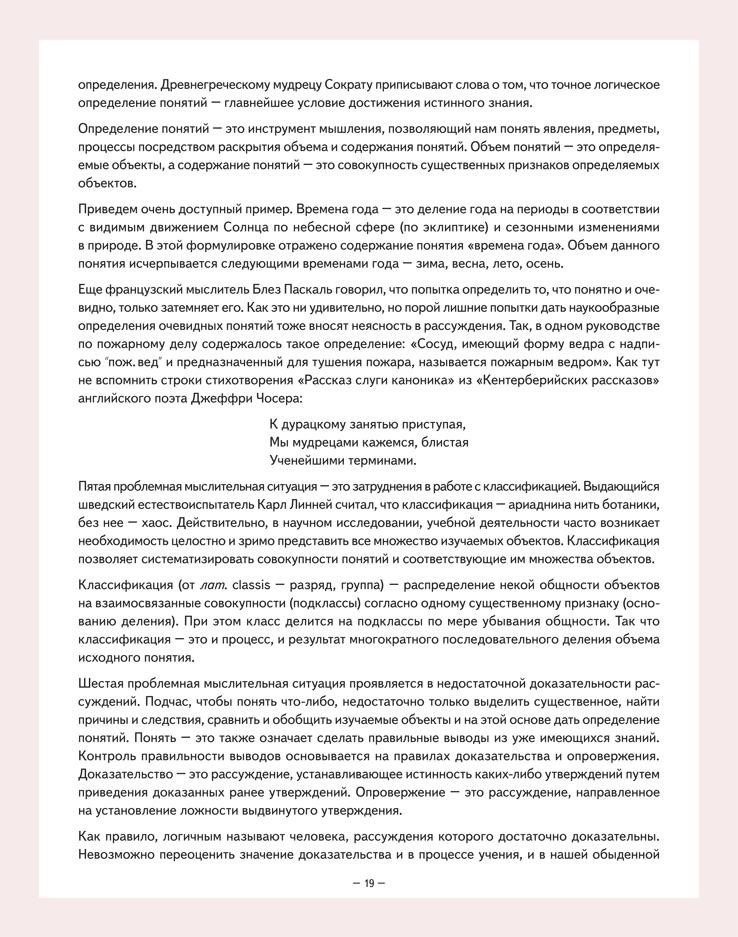 определения. Древнегреческому мудрецу Сократу приписывают слова о том, что точное логическое
определение понятий — главнейшее условие достижения истинного знания.
Определение понятий — это инструмент мышления, позволяющий нам понять явления, предметы,
процессы посредством раскрытия объема и содержания понятий. Объем понятий — это определя-
емые объекты, а содержание понятий — это совокупность существенных признаков определяемых
объектов.
Приведем очень доступный пример. Времена года — это деление года на периоды в соответствии
с видимым движением Солнца по небесной сфере (по эклиптике) и сезонными изменениями
в природе. В этой формулировке отражено содержание понятия «времена года». Объем данного
понятия исчерпывается следующими временами года — зима, весна, лето, осень.
Еще французский мыслитель Блез Паскаль говорил, что попытка определить то, что понятно и оче-
видно, только затемняет его. Как это ни удивительно, но порой лишние попытки дать наукообразные
определения очевидных понятий тоже вносят неясность в рассуждения. Так, в одном руководстве
по пожарному делу содержалось такое определение: «Сосуд, имеющий форму ведра с надпи-
сью "пож. вед" и предназначенный для тушения пожара, называется пожарным ведром». Как тут
не вспомнить строки стихотворения «Рассказ слуги каноника» из «Кентерберийских рассказов»
английского поэта Джеффри Чосера:
К дурацкому занятью приступая,
Мы мудрецами кажемся, блистая
Ученейшими терминами.
Пятая проблемная мыслительная ситуация — это затруднения в работе с классификацией. Выдающийся
шведский естествоиспытатель Карл Линней считал, что классификация — ариаднина нить ботаники,
без нее — хаос. Действительно, в научном исследовании, учебной деятельности часто возникает
необходимость целостно и зримо представить все множество изучаемых объектов. Классификация
позволяет систематизировать совокупности понятий и соответствующие им множества объектов.
Классификация (от лат. classis — разряд, группа) — распределение некой общности объектов
на взаимосвязанные совокупности (подклассы) согласно одному существенному признаку (осно-
ванию деления). При этом класс делится на подклассы по мере убывания общности. Так что
классификация — это и процесс, и результат многократного последовательного деления объема
исходного понятия.
Шестая проблемная мыслительная ситуация проявляется в недостаточной доказательности рас-
суждений. Подчас, чтобы понять что-либо, недостаточно только выделить существенное, найти
причины и следствия, сравнить и обобщить изучаемые объекты и на этой основе дать определение
понятий. Понять — это также означает сделать правильные выводы из уже имеющихся знаний.
Контроль правильности выводов основывается на правилах доказательства и опровержения.
Доказательство — это рассуждение, устанавливающее истинность каких-либо утверждений путем
приведения доказанных ранее утверждений. Опровержение — это рассуждение, направленное
на установление ложности выдвинутого утверждения.
Как правило, логичным называют человека, рассуждения которого достаточно доказательны.
Невозможно переоценить значение доказательства и в процессе учения, и в нашей обыденной
— 19 —